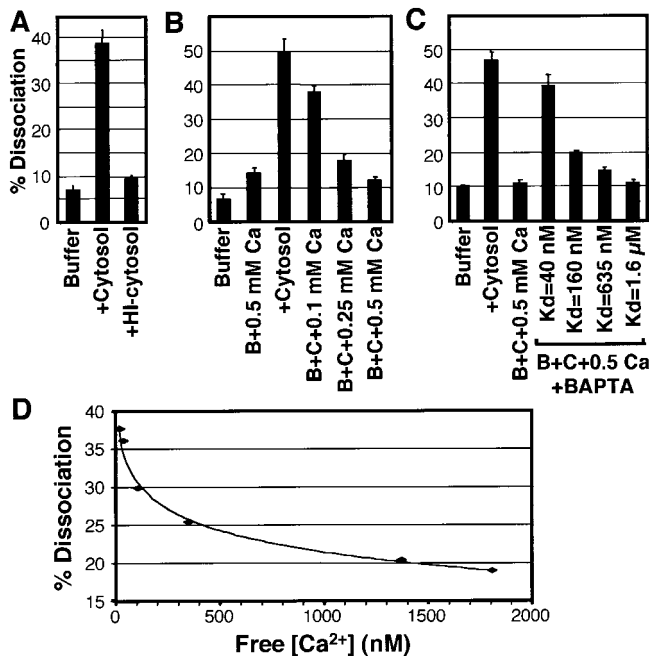 A
% Dissociation
40
30
20
10
0
Buffer
+Cytosol
+HI-cytosol
B
50
40
30
20
10
0
Buffer
B+0.5 mM Ca
+Cytosol
B+C+0.1 mM Ca
B+C+0.25 mM Ca
B+C+0.5 mM Ca
C
50
40
30
20
10
0
Buffer
+Cytosol
B+C+0.5 mM Ca
Kd=40 nM
Kd=160 nM
Kd=635 nM
Kd=1.6 µM
B+C+0.5 Ca
+BAPTA
D
% Dissociation
40
35
30
25
20
15
0
500
1000
1500
2000
Free [Ca²⁺] (nM)